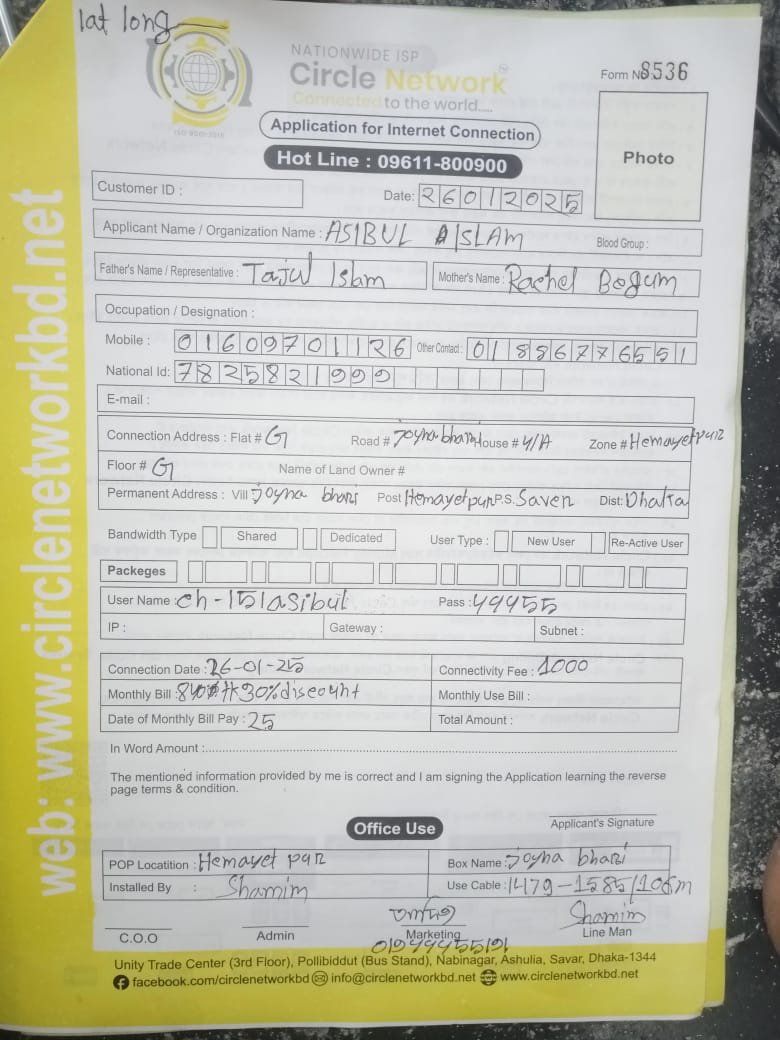 lat long
NATIONWIDE ISP
Circle Network
Connected to the world.....
ISO 9001:2015
Form No 8536
Application for Internet Connection
Hot Line : 09611-800900
Photo
Customer ID :
Date: 26012025
Applicant Name / Organization Name : ASIBUL ISLAM Blood Group :
Father's Name / Representative : Tajul Islam Mother's Name : Rachel Begum
Occupation / Designation :
Mobile : 01609701126 Other Contact : 01886776551
National Id: 7825821999
E-mail :
Connection Address : Flat # G Road # Joyna bhari House # 4/A Zone # Hemayetpur
Floor # G Name of Land Owner #
Permanent Address : Vill Joyna bhari Post Hemayetpur P.S. Saver Dist: Dhaka
Bandwidth Type Shared Dedicated User Type : New User Re-Active User
Packeges
User Name : ch-151asibul Pass : 49455
IP : Gateway : Subnet :
Connection Date : 26-01-25 Connectivity Fee : 1000
Monthly Bill : 840 30% discount Monthly Use Bill :
Date of Monthly Bill Pay : 25 Total Amount :
In Word Amount :
The mentioned information provided by me is correct and I am signing the Application learning the reverse
page terms & condition.
Applicant's Signature
Office Use
POP Locatition : Hemayet pur Box Name : Joyna bhari
Installed By : Shamim Use Cable : 1479-1585/106m
Shamim
C.O.O Admin Marketing Line Man
01944455191
Unity Trade Center (3rd Floor), Pollibiddut (Bus Stand), Nabinagar, Ashulia, Savar, Dhaka-1344
facebook.com/circlenetworkbd info@circlenetworkbd.net www.circlenetworkbd.net
web: www.circlenetworkbd.net